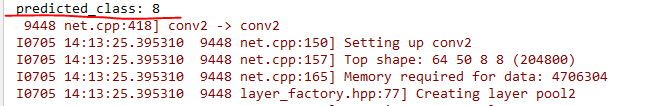 predicted_class: 8
9448 net.cpp:418] conv2 -> conv2
I0705 14:13:25.395310  9448 net.cpp:150] Setting up conv2
I0705 14:13:25.395310  9448 net.cpp:157] Top shape: 64 50 8 8 (204800)
I0705 14:13:25.395310  9448 net.cpp:165] Memory required for data: 4706304
I0705 14:13:25.395310  9448 layer_factory.hpp:77] Creating layer pool2